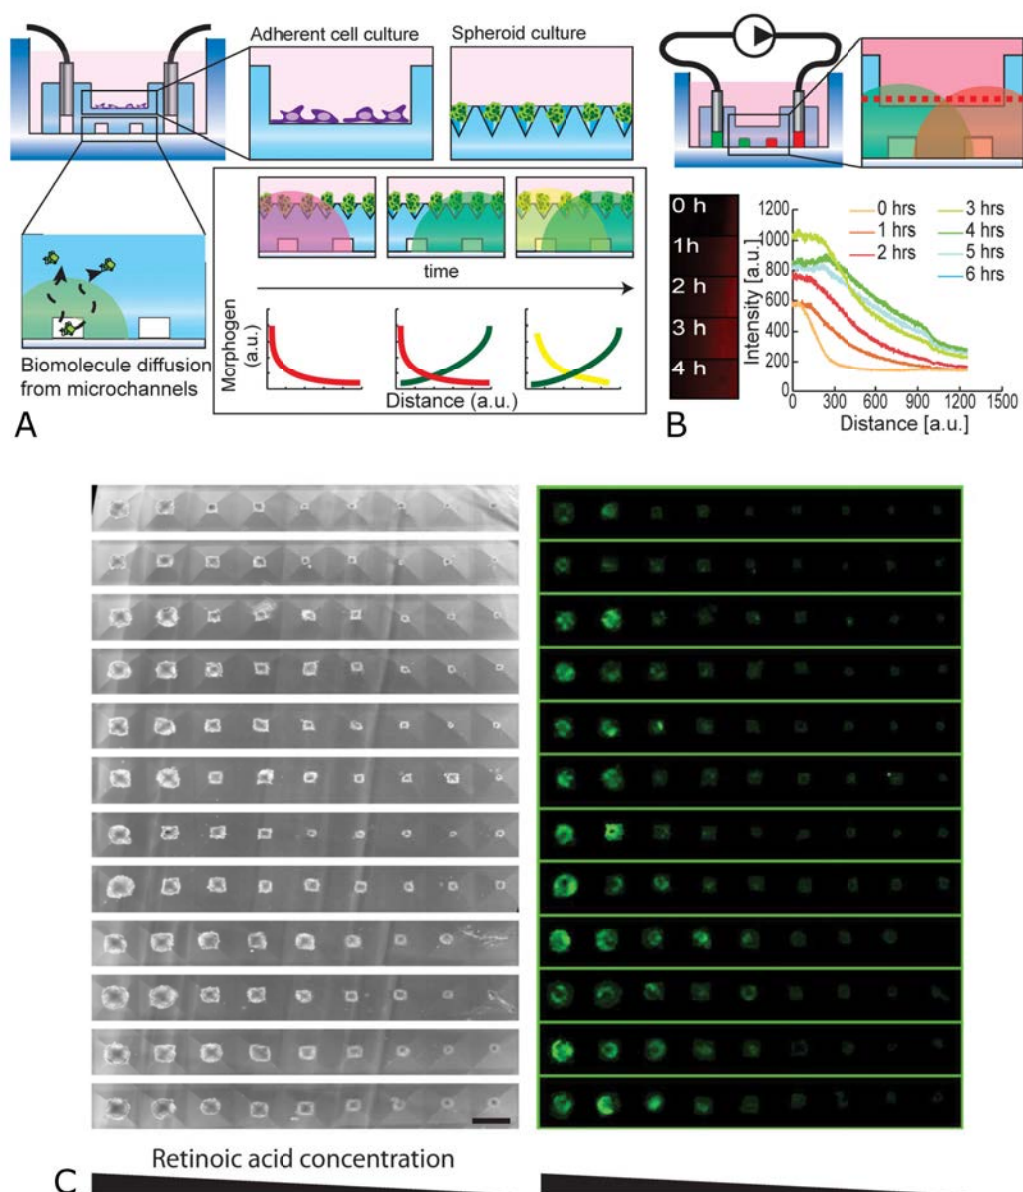 Adherent cell culture
Spheroid culture
Biomolecule diffusion
from microchannels
time
Morphogen
(a.u.)
Distance (a.u.)
A
0 h
1h
2 h
3 h
4 h
Intensity [a.u.]
1200
1000
800
600
400
200
0 300 600 900 1200 1500
Distance [a.u.]
0 hrs
1 hrs
2 hrs
3 hrs
4 hrs
5 hrs
6 hrs
B
Retinoic acid concentration
C